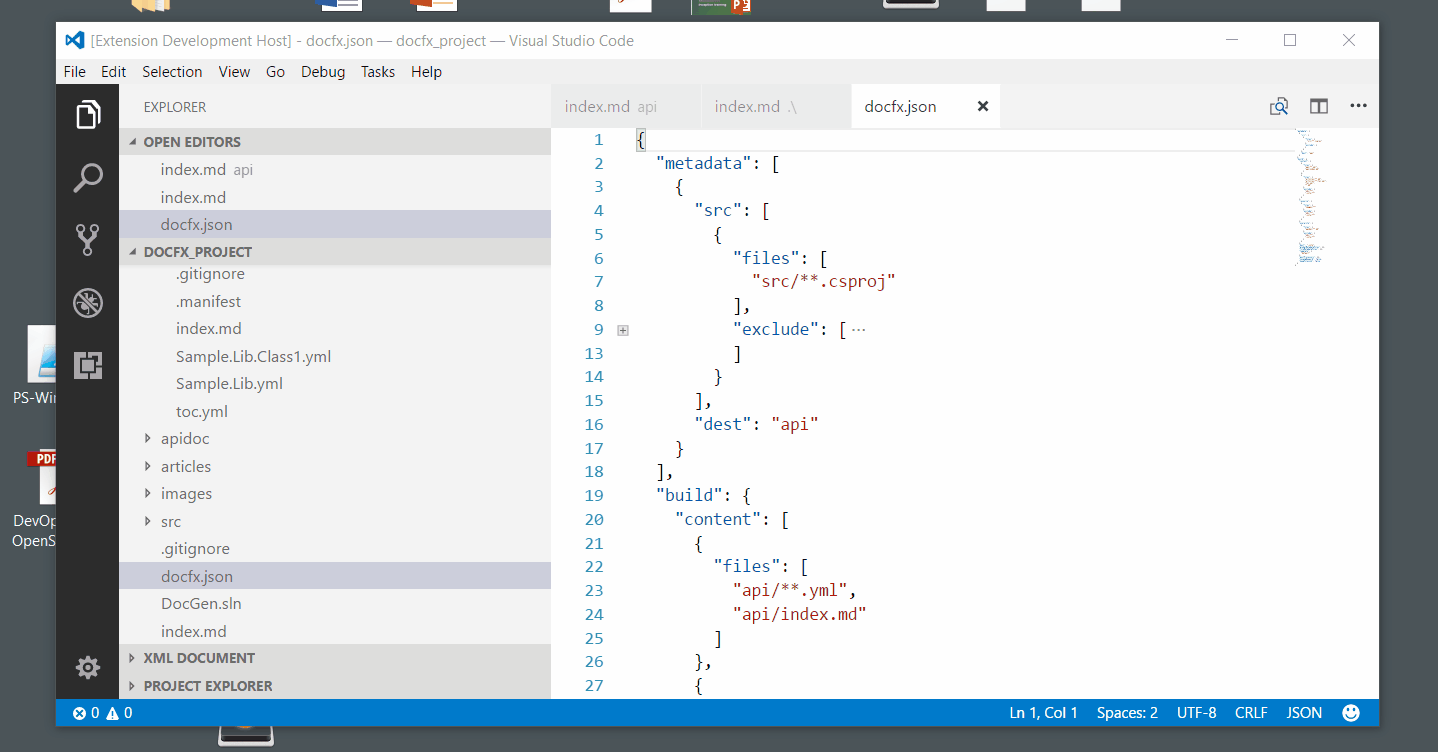 [Extension Development Host] - docfx.json — docfx_project — Visual Studio Code
File Edit Selection View Go Debug Tasks Help
EXPLORER
OPEN EDITORS
index.md api
index.md
docfx.json
DOCFX_PROJECT
.gitignore
.manifest
index.md
Sample.Lib.Class1.yml
Sample.Lib.yml
toc.yml
apidoc
articles
images
src
.gitignore
docfx.json
DocGen.sln
index.md
XML DOCUMENT
PROJECT EXPLORER
index.md api
index.md .\
docfx.json
1 {
2 "metadata": [
3 {
4 "src": [
5 {
6 "files": [
7 "src/**.csproj"
8 ],
9 "exclude": [ ···
13 ]
14 }
15 ],
16 "dest": "api"
17 }
18 ],
19 "build": {
20 "content": [
21 {
22 "files": [
23 "api/**.yml",
24 "api/index.md"
25 ]
26 },
27 {
0 0
Ln 1, Col 1 Spaces: 2 UTF-8 CRLF JSON
PS-Win
PDF
DevOp
OpenS